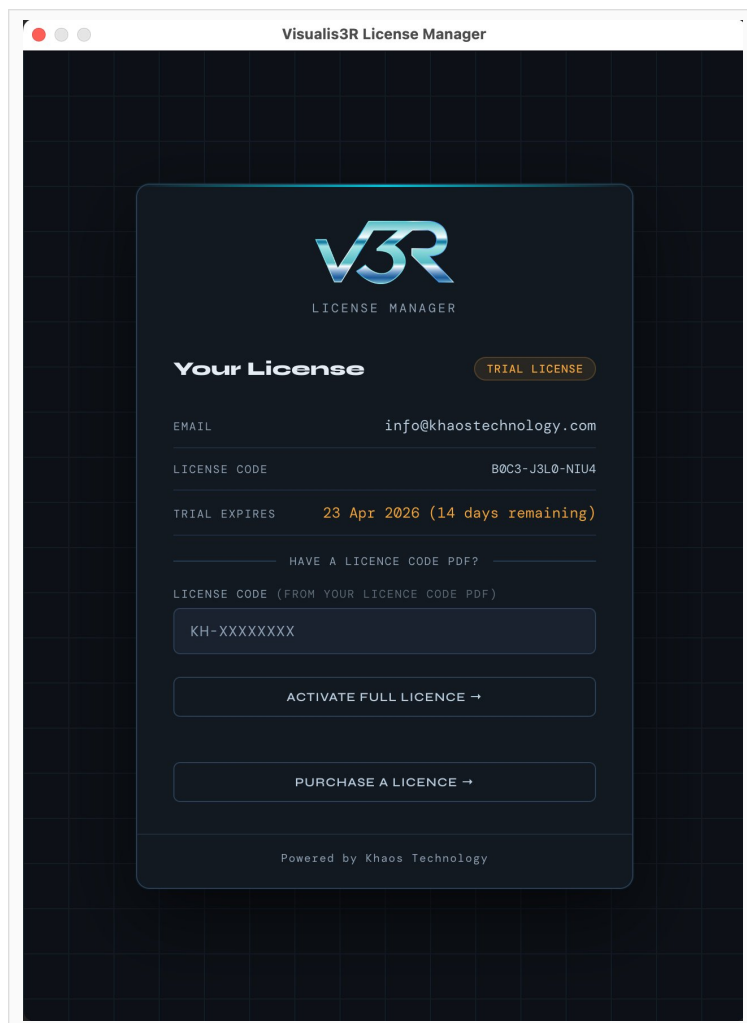 Visualis3R License Manager
V3R
LICENSE MANAGER
Your License
TRIAL LICENSE
EMAIL info@khaostechnology.com
LICENSE CODE B0C3-J3L0-NIU4
TRIAL EXPIRES 23 Apr 2026 (14 days remaining)
HAVE A LICENCE CODE PDF?
LICENSE CODE (FROM YOUR LICENCE CODE PDF)
KH-XXXXXXXX
ACTIVATE FULL LICENCE →
PURCHASE A LICENCE →
Powered by Khaos Technology